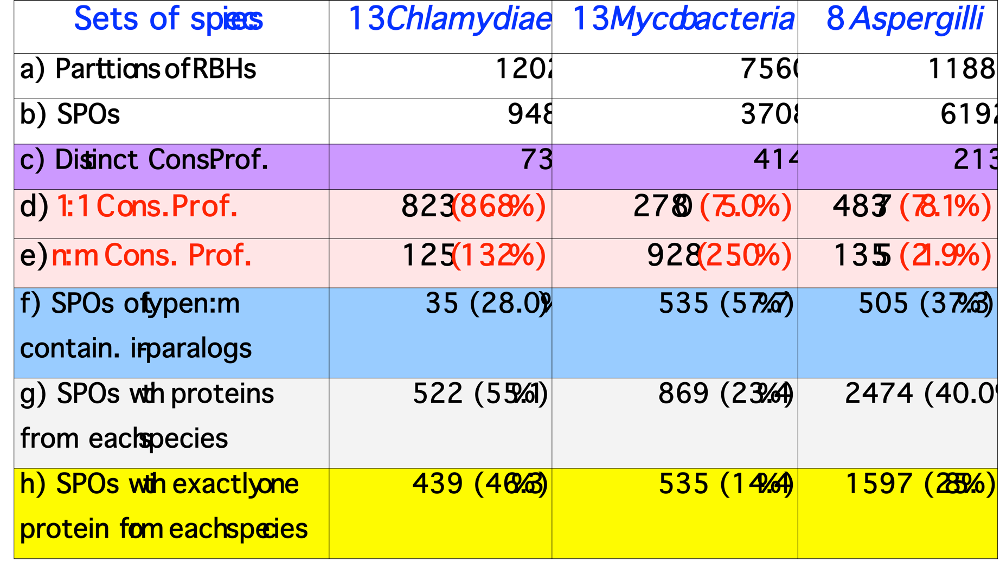 Sets of species 13 Chlamydiae 13 Mycobacteria 8 Aspergilli
a) Parttions of RBHs 1202 7560 1188
b) SPOs 948 3708 6192
c) Distinct Cons. Prof. 73 414 213
d) 1:1 Cons. Prof. 823 (86.8%) 2780 (75.0%) 4837 (78.1%)
e) n:m Cons. Prof. 125 (13.2%) 928 (25.0%) 1355 (21.9%)
f) SPOs of type n:m 35 (28.0% 535 (57.7%) 505 (37.3%)
contain. in-paralogs
g) SPOs with proteins 522 (55.1%) 869 (23.4%) 2474 (40.0%
from each species
h) SPOs with exactly one 439 (46.3%) 535 (14.4%) 1597 (25.8%)
protein from each species